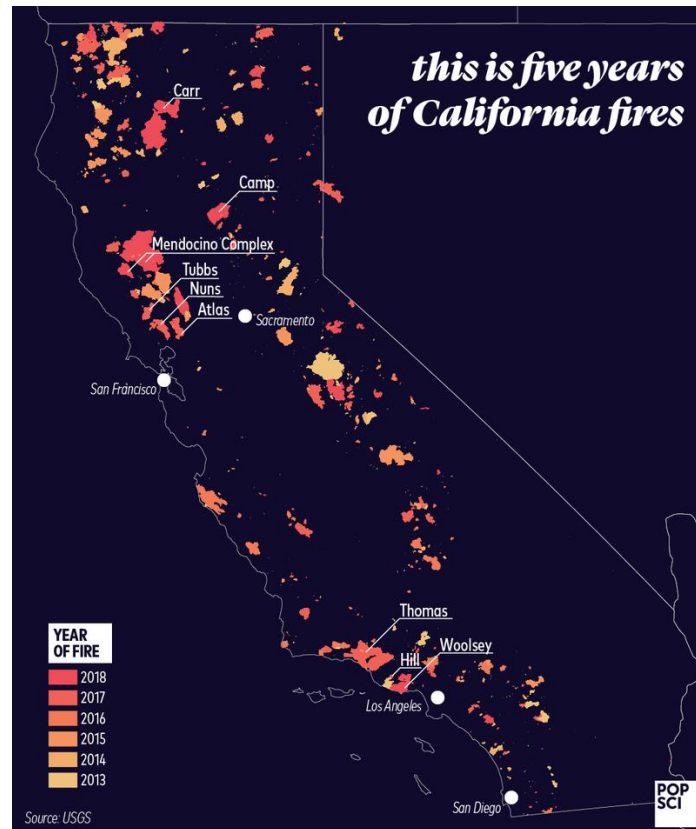 this is five years
of California fires
Carr
Camp
Mendocino Complex
Tubbs
Nuns
Atlas
Sacramento
San Francisco
Thomas
Hill
Woolsey
Los Angeles
San Diego
YEAR
OF FIRE
2018
2017
2016
2015
2014
2013
Source: USGS
POP
SCI